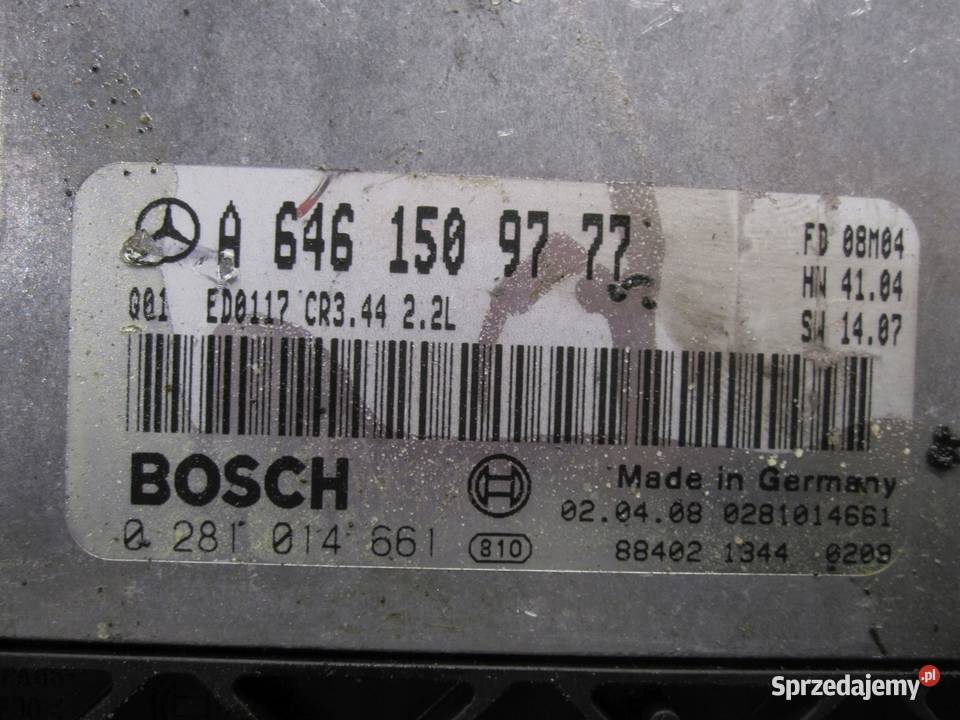 A 646 150 97 77
FD 08M04
HW 41.04
G01 ED0117 CR3.44 2.2L
SW 14.07
BOSCH
Made in Germany
02.04.08 0281014661
0 281 014 661
810
88402 1344 0209
Sprzedajemy.pl